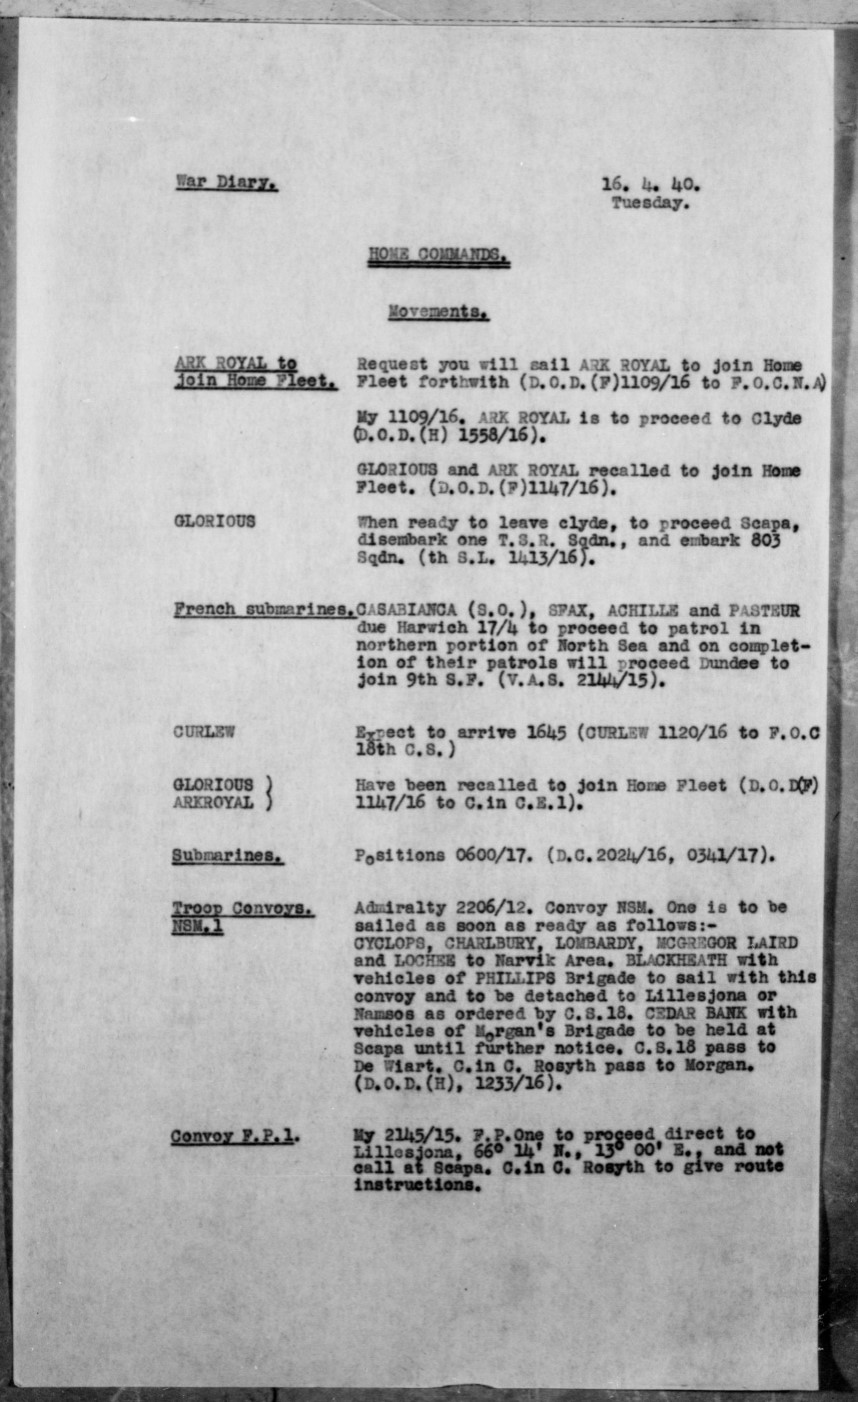 War Diary. 16. 4. 40.
Tuesday.
HOME COMMANDS.
Movements.
ARK ROYAL to join Home Fleet. Request you will sail ARK ROYAL to join Home
Fleet forthwith (D.O.D.(F)1109/16 to F.O.C.N.A)
My 1109/16. ARK ROYAL is to proceed to Clyde
(D.O.D.(H) 1558/16).
GLORIOUS and ARK ROYAL recalled to join Home
Fleet. (D.O.D.(F)1147/16).
GLORIOUS When ready to leave clyde, to proceed Scapa,
disembark one T.S.R. Sqdn., and embark 803
Sqdn. (th S.L. 1413/16).
French submarines. CASABIANCA (S.O.), SFAX, ACHILLE and PASTEUR
due Harwich 17/4 to proceed to patrol in
northern portion of North Sea and on complet-
ion of their patrols will proceed Dundee to
join 9th S.F. (V.A.S. 2144/15).
CURLEW Expect to arrive 1645 (CURLEW 1120/16 to F.O.C
18th C.S.)
GLORIOUS ) Have been recalled to join Home Fleet (D.O.D(F)
ARKROYAL ) 1147/16 to C.in C.E.1).
Submarines. Positions 0600/17. (D.C.2024/16, 0341/17).
Troop Convoys. Admiralty 2206/12. Convoy NSM. One is to be
NSM.1 sailed as soon as ready as follows:-
CYCLOPS, CHARLBURY, LOMBARDY, MCGREGOR LAIRD
and LOCHEE to Narvik Area. BLACKHEATH with
vehicles of PHILLIPS Brigade to sail with this
convoy and to be detached to Lillesjona or
Namsos as ordered by C.S.18. CEDAR BANK with
vehicles of Morgan's Brigade to be held at
Scapa until further notice. C.S.18 pass to
De Wiart. C.in C. Rosyth pass to Morgan.
(D.O.D.(H), 1233/16).
Convoy F.P.1. My 2145/15. F.P.One to proceed direct to
Lillesjona, 66° 14' N., 13° 00' E., and not
call at Scapa. C.in C. Rosyth to give route
instructions.